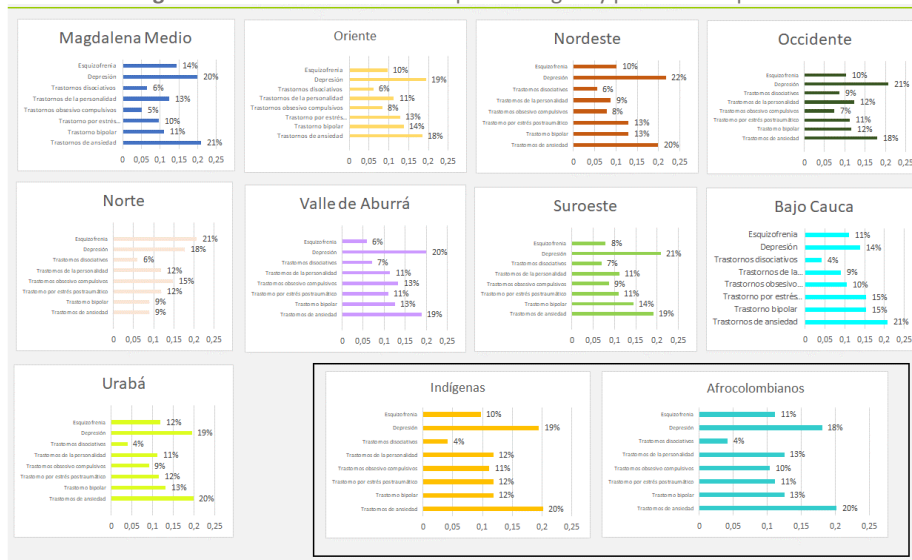 Magdalena Medio
Esquizofrenia 14%
Depresión 20%
Trastornos disociativos 6%
Trastornos de la personalidad 13%
Trastornos obsesivo compulsivos 5%
Trastorno por estrés... 10%
Trastorno bipolar 11%
Trastornos de ansiedad 21%
0 0,05 0,1 0,15 0,2 0,25
Oriente
Esquizofrenia 10%
Depresión 19%
Trastornos disociativos 6%
Trastornos de la personalidad 11%
Trastornos obsesivo compulsivos 8%
Trastorno por estrés... 13%
Trastorno bipolar 14%
Trastornos de ansiedad 18%
0 0,05 0,1 0,15 0,2 0,25
Nordeste
Esquizofrenia 10%
Depresión 22%
Trastornos disociativos 6%
Trastornos de la personalidad 9%
Trastornos obsesivo compulsivos 8%
Trastorno por estrés postraumático 13%
Trastorno bipolar 13%
Trastornos de ansiedad 20%
0 0,05 0,1 0,15 0,2 0,25
Occidente
Esquizofrenia 10%
Depresión 21%
Trastornos disociativos 9%
Trastornos de la personalidad 12%
Trastornos obsesivo compulsivos 7%
Trastorno por estrés postraumático 11%
Trastorno bipolar 12%
Trastornos de ansiedad 18%
0 0,05 0,1 0,15 0,2 0,25
Norte
Esquizofrenia 21%
Depresión 18%
Trastornos disociativos 6%
Trastornos de la personalidad 12%
Trastornos obsesivo compulsivos 15%
Trastorno por estrés postraumático 12%
Trastorno bipolar 9%
Trastornos de ansiedad 9%
0 0,05 0,1 0,15 0,2 0,25
Valle de Aburrá
Esquizofrenia 6%
Depresión 20%
Trastornos disociativos 7%
Trastornos de la personalidad 11%
Trastornos obsesivo compulsivos 13%
Trastorno por estrés postraumático 11%
Trastorno bipolar 13%
Trastornos de ansiedad 19%
0 0,05 0,1 0,15 0,2 0,25
Suroeste
Esquizofrenia 8%
Depresión 21%
Trastornos disociativos 7%
Trastornos de la personalidad 11%
Trastornos obsesivo compulsivos 9%
Trastorno por estrés postraumático 11%
Trastorno bipolar 14%
Trastornos de ansiedad 19%
0 0,05 0,1 0,15 0,2 0,25
Bajo Cauca
Esquizofrenia 11%
Depresión 14%
Trastornos disociativos 4%
Trastornos de la... 9%
Trastornos obsesivo... 10%
Trastorno por estrés... 15%
Trastorno bipolar 15%
Trastornos de ansiedad 21%
0 0,05 0,1 0,15 0,2 0,25
Urabá
Esquizofrenia 12%
Depresión 19%
Trastornos disociativos 4%
Trastornos de la personalidad 11%
Trastornos obsesivo compulsivos 9%
Trastorno por estrés postraumático 12%
Trastorno bipolar 13%
Trastornos de ansiedad 20%
0 0,05 0,1 0,15 0,2 0,25
Indígenas
Esquizofrenia 10%
Depresión 19%
Trastornos disociativos 4%
Trastornos de la personalidad 12%
Trastornos obsesivo compulsivos 11%
Trastorno por estrés postraumático 12%
Trastorno bipolar 12%
Trastornos de ansiedad 20%
0 0,05 0,1 0,15 0,2 0,25
Afrocolombianos
Esquizofrenia 11%
Depresión 18%
Trastornos disociativos 4%
Trastornos de la personalidad 13%
Trastornos obsesivo compulsivos 10%
Trastorno por estrés postraumático 11%
Trastorno bipolar 13%
Trastornos de ansiedad 20%
0 0,05 0,1 0,15 0,2 0,25